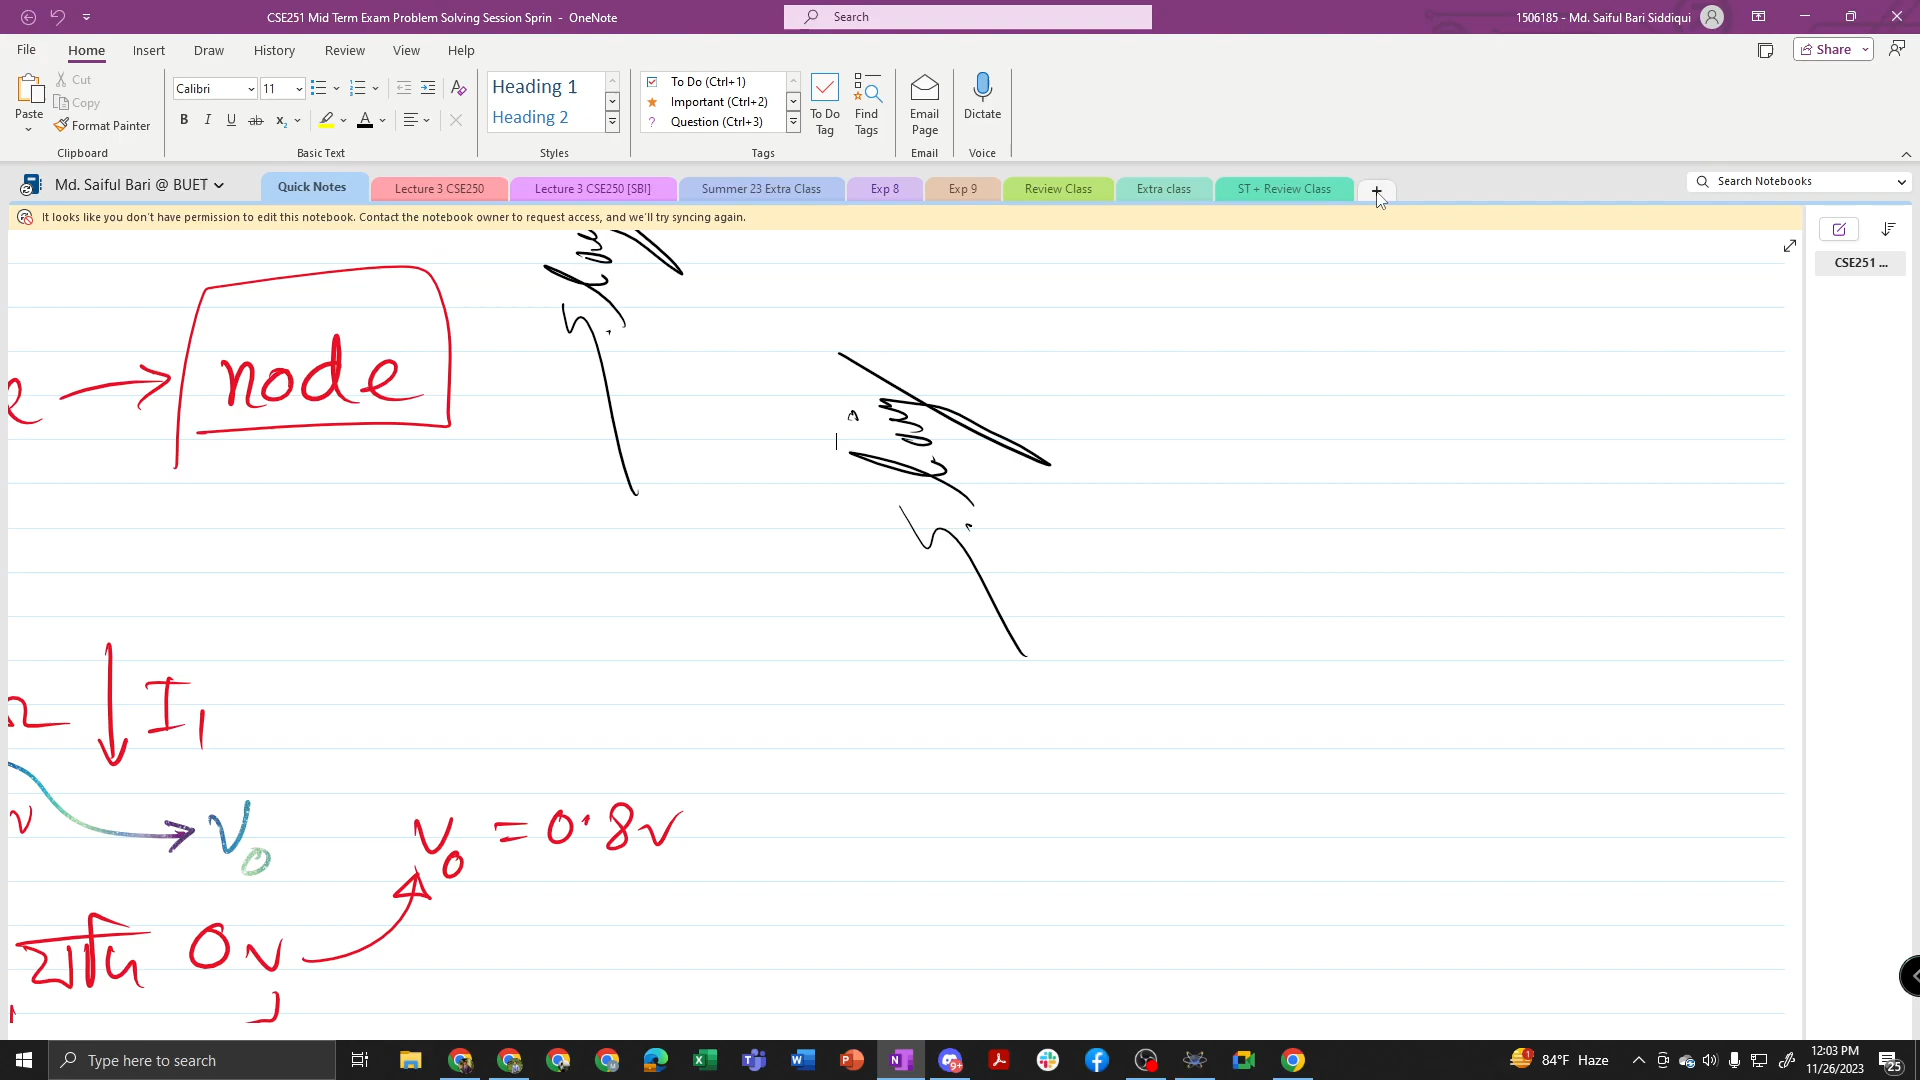 CSE251 Mid Term Exam Problem Solving Session Sprin - OneNote
Search
1506185 - Md. Saiful Bari Siddiqui
File
Home
Insert
Draw
History
Review
View
Help
Share
Paste
Cut
Copy
Format Painter
Clipboard
Calibri
11
B I U ab x₂ A
Basic Text
Heading 1
Heading 2
Styles
To Do (Ctrl+1)
Important (Ctrl+2)
? Question (Ctrl+3)
To Do Tag
Find Tags
Tags
Email Page
Email
Dictate
Voice
Md. Saiful Bari @ BUET
Quick Notes
Lecture 3 CSE250
Lecture 3 CSE250 [SBI]
Summer 23 Extra Class
Exp 8
Exp 9
Review Class
Extra class
ST + Review Class
+
Search Notebooks
It looks like you don't have permission to edit this notebook. Contact the notebook owner to request access, and we'll try syncing again.
CSE251 ...
node
I₁
V₀
V₀ = 0.8v
0v
Type here to search
9+
84°F Haze
12:03 PM
11/26/2023
25